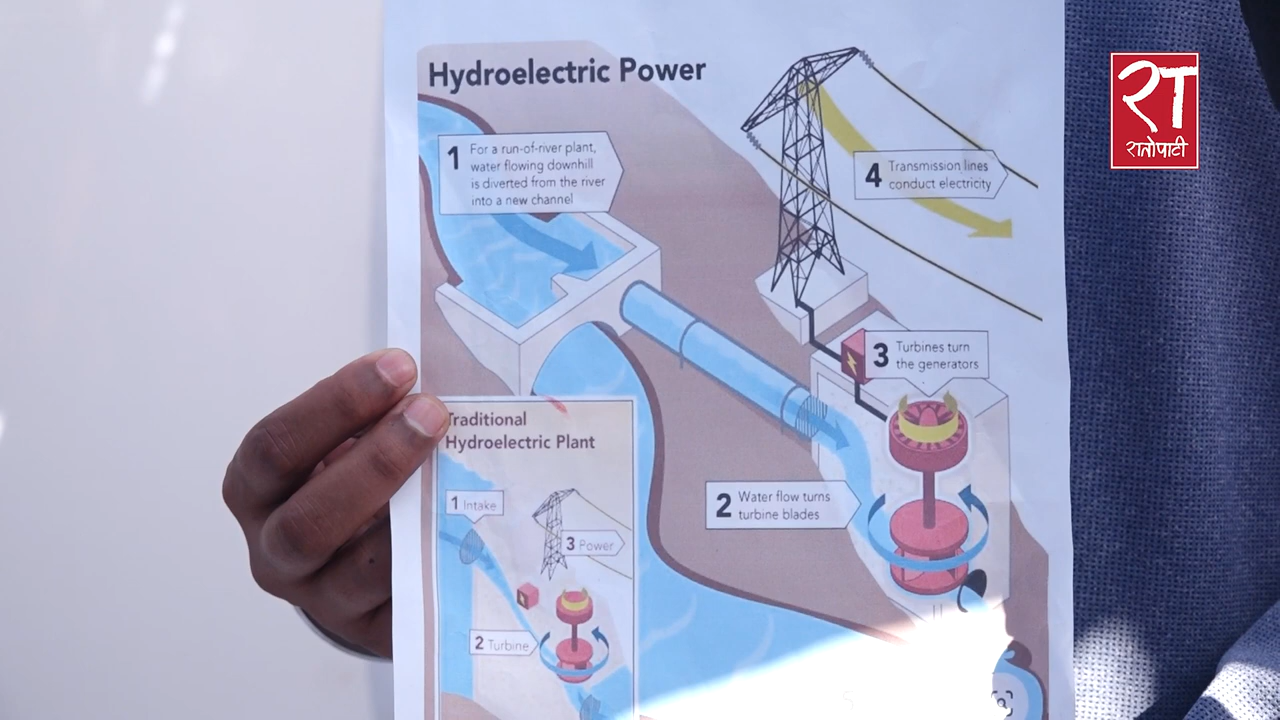 Hydroelectric Power
1 For a run-of-river plant,
water flowing downhill
is diverted from the river
into a new channel
4 Transmission lines
conduct electricity
3 Turbines turn
the generators
2 Water flow turns
turbine blades
Traditional
Hydroelectric Plant
1 Intake
3 Power
2 Turbine
रा
रातोपाटी